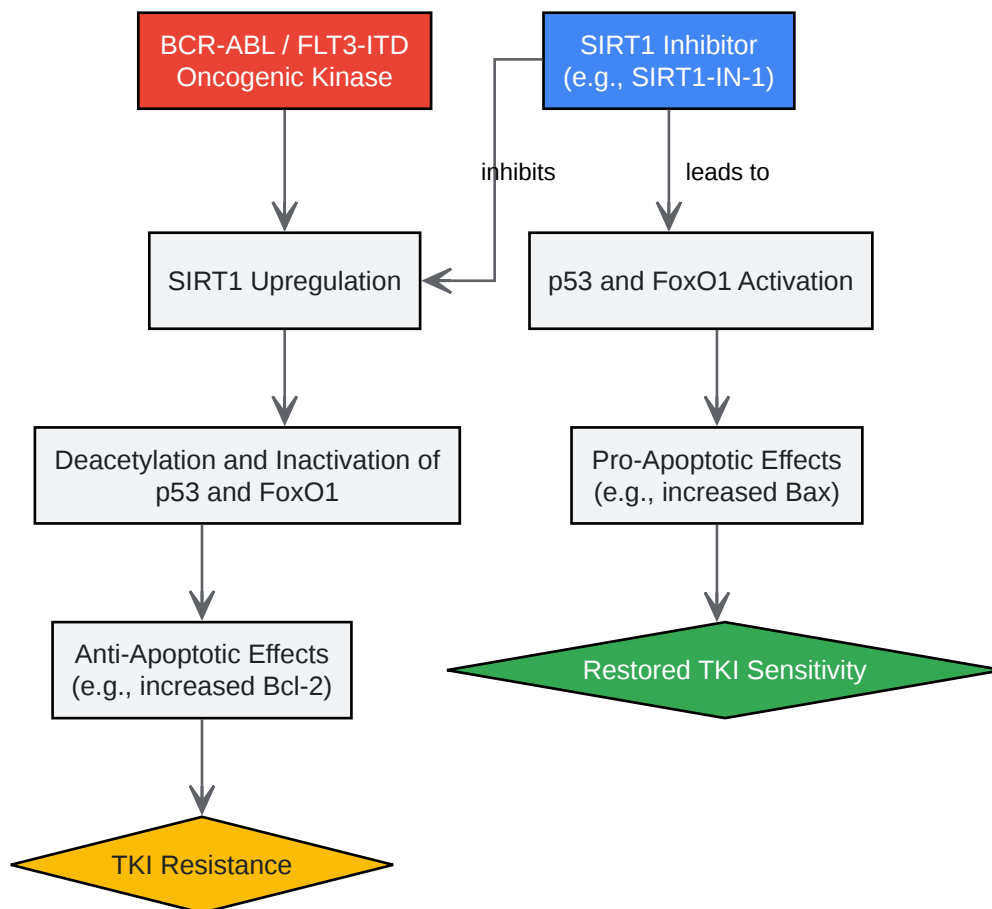 BCR-ABL / FLT3-ITD
Oncogenic Kinase
SIRT1 Inhibitor
(e.g., SIRT1-IN-1)
inhibits
leads to
SIRT1 Upregulation
p53 and FoxO1 Activation
Deacetylation and Inactivation of
p53 and FoxO1
Pro-Apoptotic Effects
(e.g., increased Bax)
Anti-Apoptotic Effects
(e.g., increased Bcl-2)
Restored TKI Sensitivity
TKI Resistance